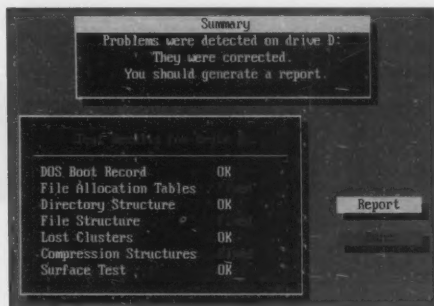 Summary
Problems were detected on drive D:
They were corrected.
You should generate a report.
DOS Boot Record OK
File Allocation Tables
Directory Structure OK
File Structure
Lost Clusters OK
Compression Structures
Surface Test OK
Report